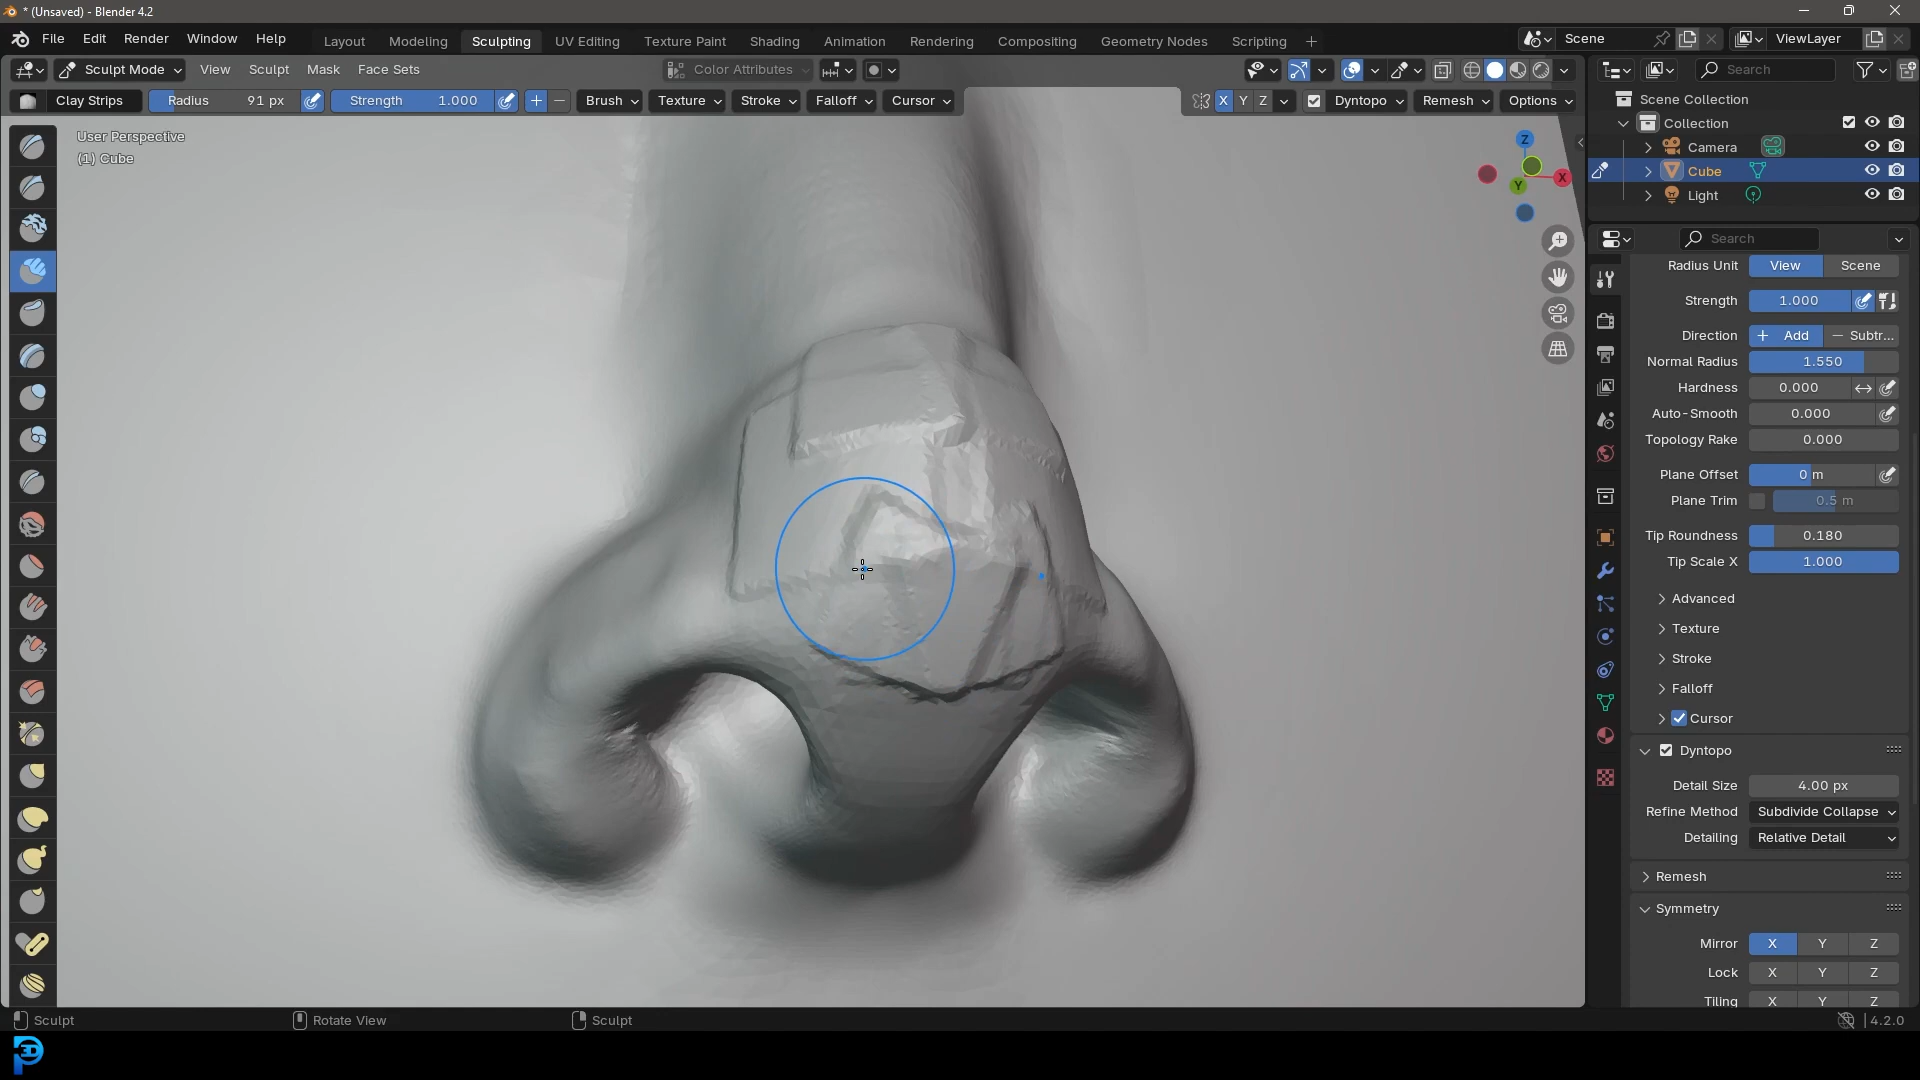 * (Unsaved) - Blender 4.2
File Edit Render Window Help
Layout Modeling Sculpting UV Editing Texture Paint Shading Animation Rendering Compositing Geometry Nodes Scripting +
Scene ViewLayer
Sculpt Mode View Sculpt Mask Face Sets
Color Attributes
Search
Clay Strips Radius 91 px Strength 1.000 + − Brush Texture Stroke Falloff Cursor
X Y Z Dyntopo Remesh Options
Scene Collection
Collection
Camera
Cube
Light
User Perspective
(1) Cube
Z
X
Y
Search
Radius Unit View Scene
Strength 1.000
Direction + Add − Subtr...
Normal Radius 1.550
Hardness 0.000
Auto-Smooth 0.000
Topology Rake 0.000
Plane Offset 0 m
Plane Trim 0.5 m
Tip Roundness 0.180
Tip Scale X 1.000
Advanced
Texture
Stroke
Falloff
Cursor
Dyntopo
Detail Size 4.00 px
Refine Method Subdivide Collapse
Detailing Relative Detail
Remesh
Symmetry
Mirror X Y Z
Lock X Y Z
Tiling X Y Z
Sculpt Rotate View Sculpt
4.2.0
3D